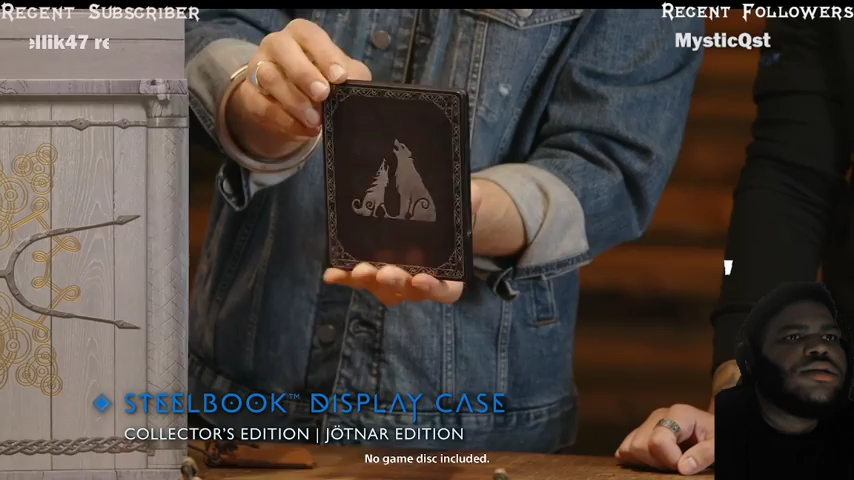 Recent Subscriber
Recent Followers
MysticQst
STEELBOOK™ DISPLAY CASE
COLLECTOR'S EDITION | JÖTNAR EDITION
No game disc included.